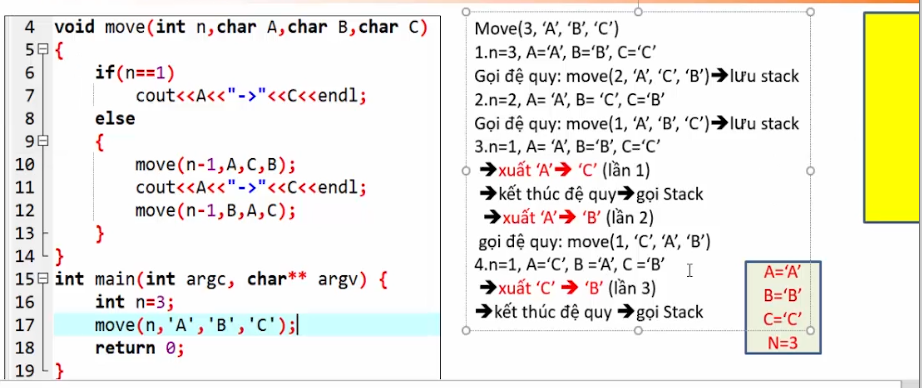 4 void move(int n,char A,char B,char C)
5 {
6 if(n==1)
7 cout<<A<<"->"<<C<<endl;
8 else
9 {
10 move(n-1,A,C,B);
11 cout<<A<<"->"<<C<<endl;
12 move(n-1,B,A,C);
13 }
14 }
15 int main(int argc, char** argv) {
16 int n=3;
17 move(n,'A','B','C');
18 return 0;
19 }
Move(3, ‘A’, ‘B’, ‘C’)
1.n=3, A=‘A’, B=‘B’, C=‘C’
Gọi đệ quy: move(2, ‘A’, ‘C’, ‘B’)➔lưu stack
2.n=2, A= ‘A’, B= ‘C’, C=‘B’
Gọi đệ quy: move(1, ‘A’, ‘B’, ‘C’)➔lưu stack
3.n=1, A= ‘A’, B=‘B’, C=‘C’
➔xuất ‘A’➔ ‘C’ (lần 1)
➔kết thúc đệ quy➔gọi Stack
➔xuất ‘A’➔ ‘B’ (lần 2)
gọi đệ quy: move(1, ‘C’, ‘A’, ‘B’)
4.n=1, A=‘C’, B =‘A’, C =‘B’
➔xuất ‘C’ ➔ ‘B’ (lần 3)
➔kết thúc đệ quy ➔gọi Stack
A=‘A’
B=‘B’
C=‘C’
N=3